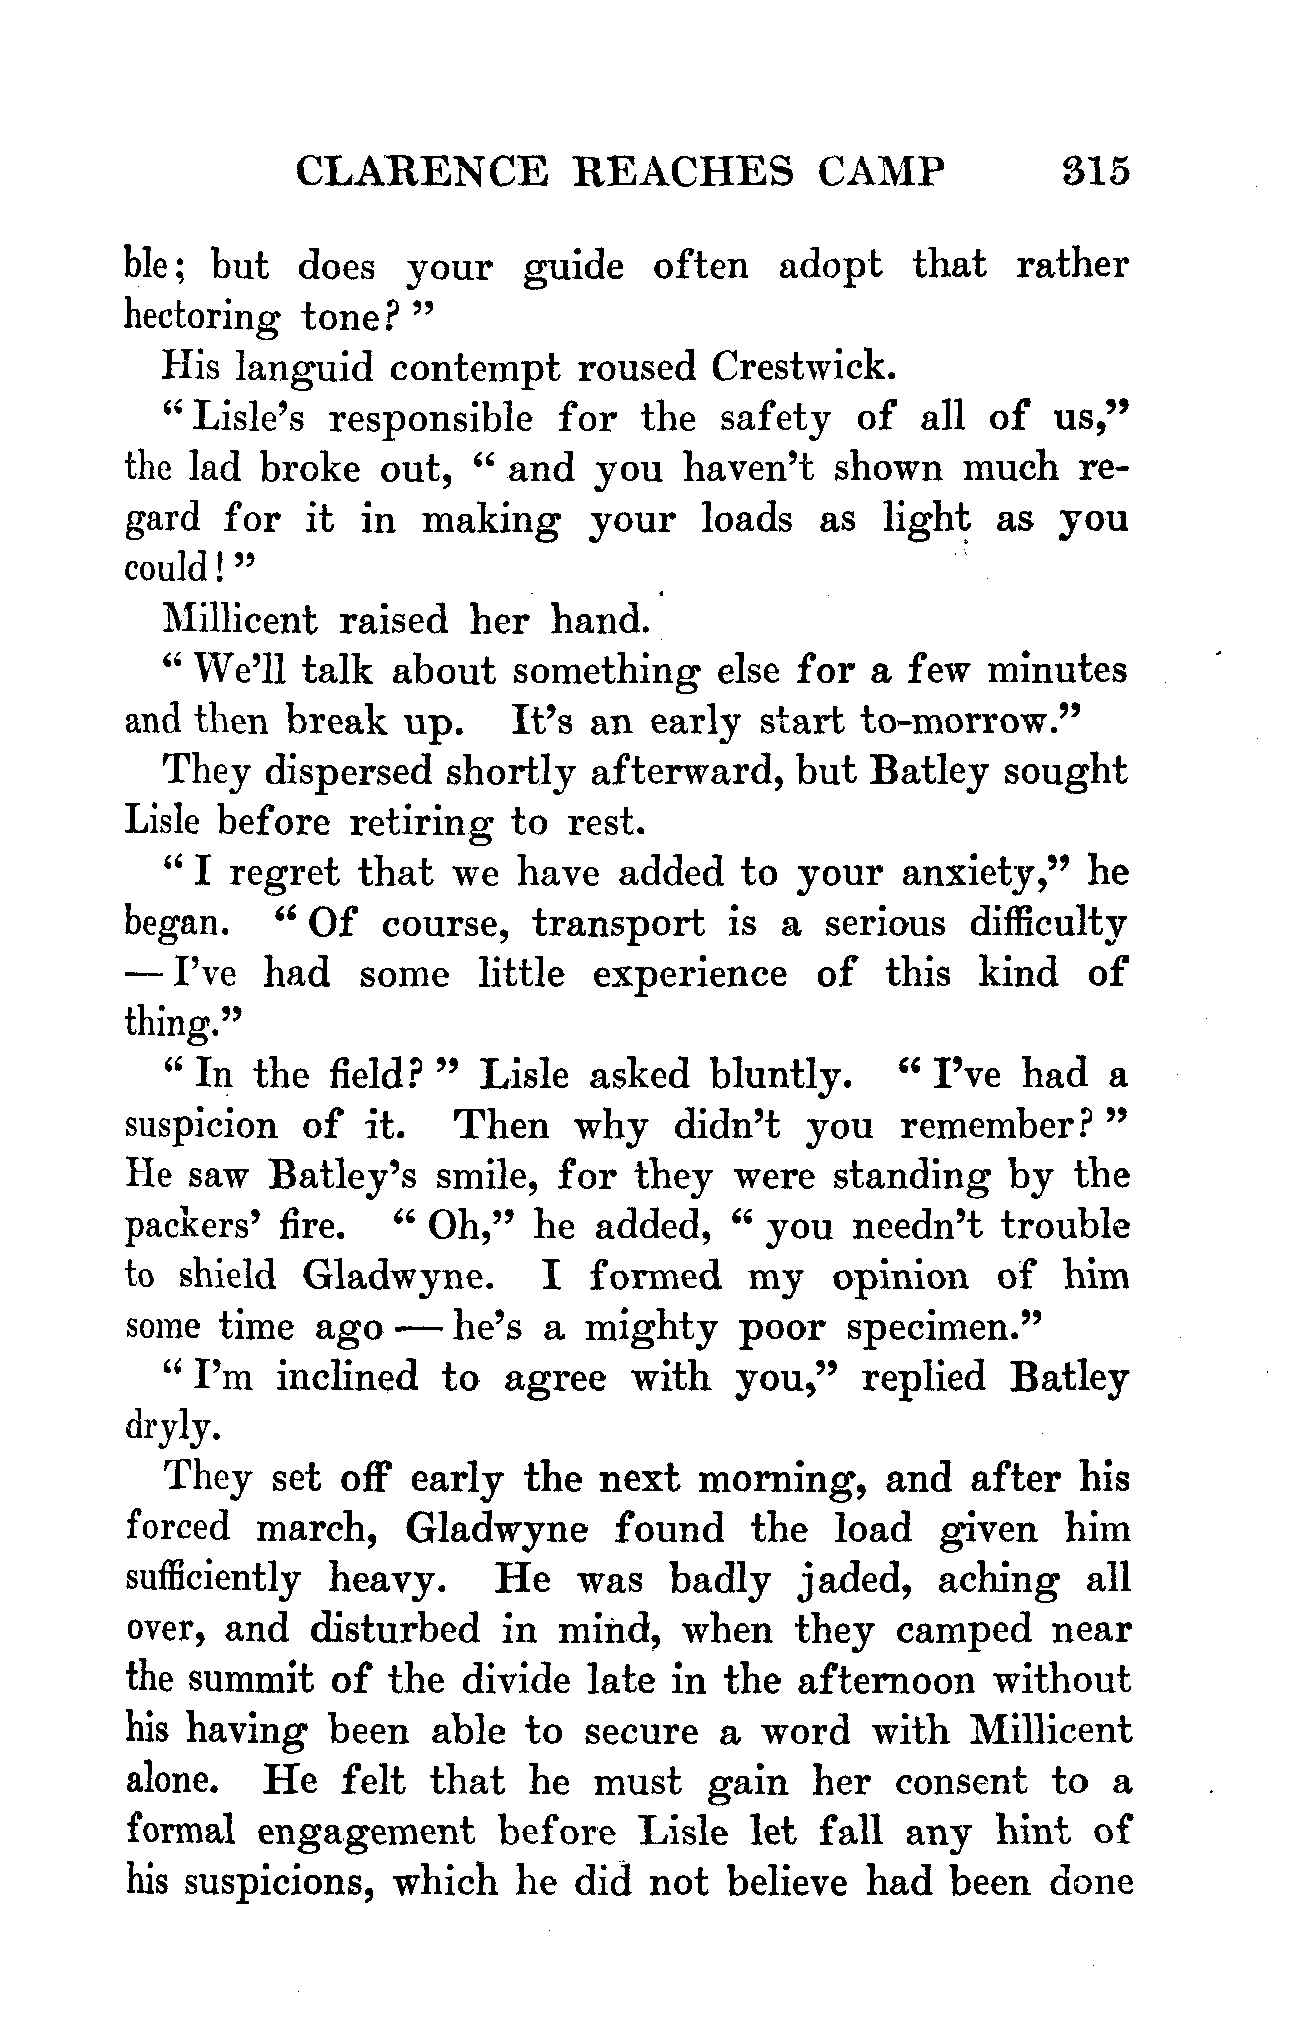 CLARENCE REACHES CAMP 315
ble; but does your guide often adopt that rather
hectoring tone? "
His languid contempt roused Crestwick.
" Lisle's responsible for the safety of all of us,"
the lad broke out, " and you haven't shown much re-
gard for it in making your loads as light as you
could! "
Millicent raised her hand.
" We'll talk about something else for a few minutes
and then break up. It's an early start to-morrow."
They dispersed shortly afterward, but Batley sought
Lisle before retiring to rest.
" I regret that we have added to your anxiety," he
began. " Of course, transport is a serious difficulty
— I've had some little experience of this kind of
thing."
" In the field? " Lisle asked bluntly. " I've had a
suspicion of it. Then why didn't you remember? "
He saw Batley's smile, for they were standing by the
packers' fire. " Oh," he added, " you needn't trouble
to shield Gladwyne. I formed my opinion of him
some time ago — he's a mighty poor specimen."
" I'm inclined to agree with you," replied Batley
dryly.
They set off early the next morning, and after his
forced march, Gladwyne found the load given him
sufficiently heavy. He was badly jaded, aching all
over, and disturbed in mind, when they camped near
the summit of the divide late in the afternoon without
his having been able to secure a word with Millicent
alone. He felt that he must gain her consent to a
formal engagement before Lisle let fall any hint of
his suspicions, which he did not believe had been done